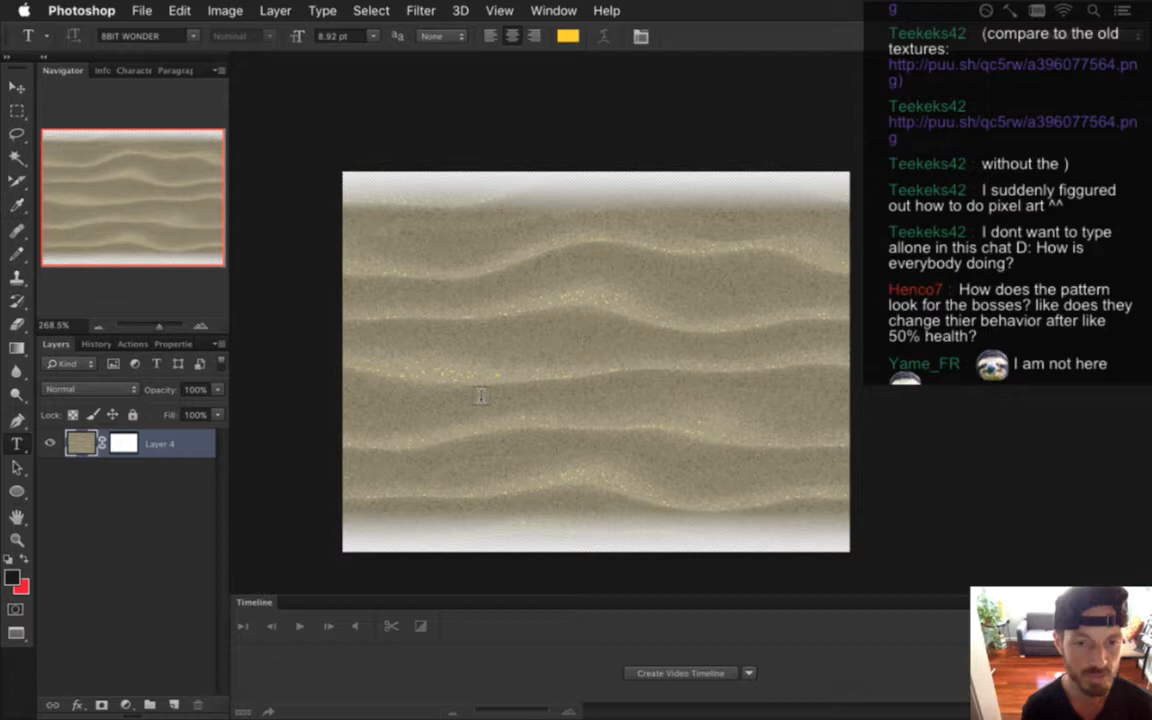 Photoshop File Edit Image Layer Type Select Filter 3D View Window Help
8BIT WONDER Nominal 8.92 pt None
Navigator Info Characte Paragrap
268.5%
Layers History Actions Propertie
Kind
Normal Opacity: 100%
Lock: Fill: 100%
Layer 4
Timeline
Create Video Timeline
g
Teekeks42 : (compare to the old
textures:
http://puu.sh/qc5rw/a396077564.pn
g)
Teekeks42 :
http://puu.sh/qc5rw/a396077564.pn
g
Teekeks42 : without the )
Teekeks42 : I suddenly figgured
out how to do pixel art ^^
Teekeks42 : I dont want to type
allone in this chat D: How is
everybody doing?
Henco7 : How does the pattern
look for the bosses? like does they
change thier behavior after like
50% health?
Yame_FR : I am not here